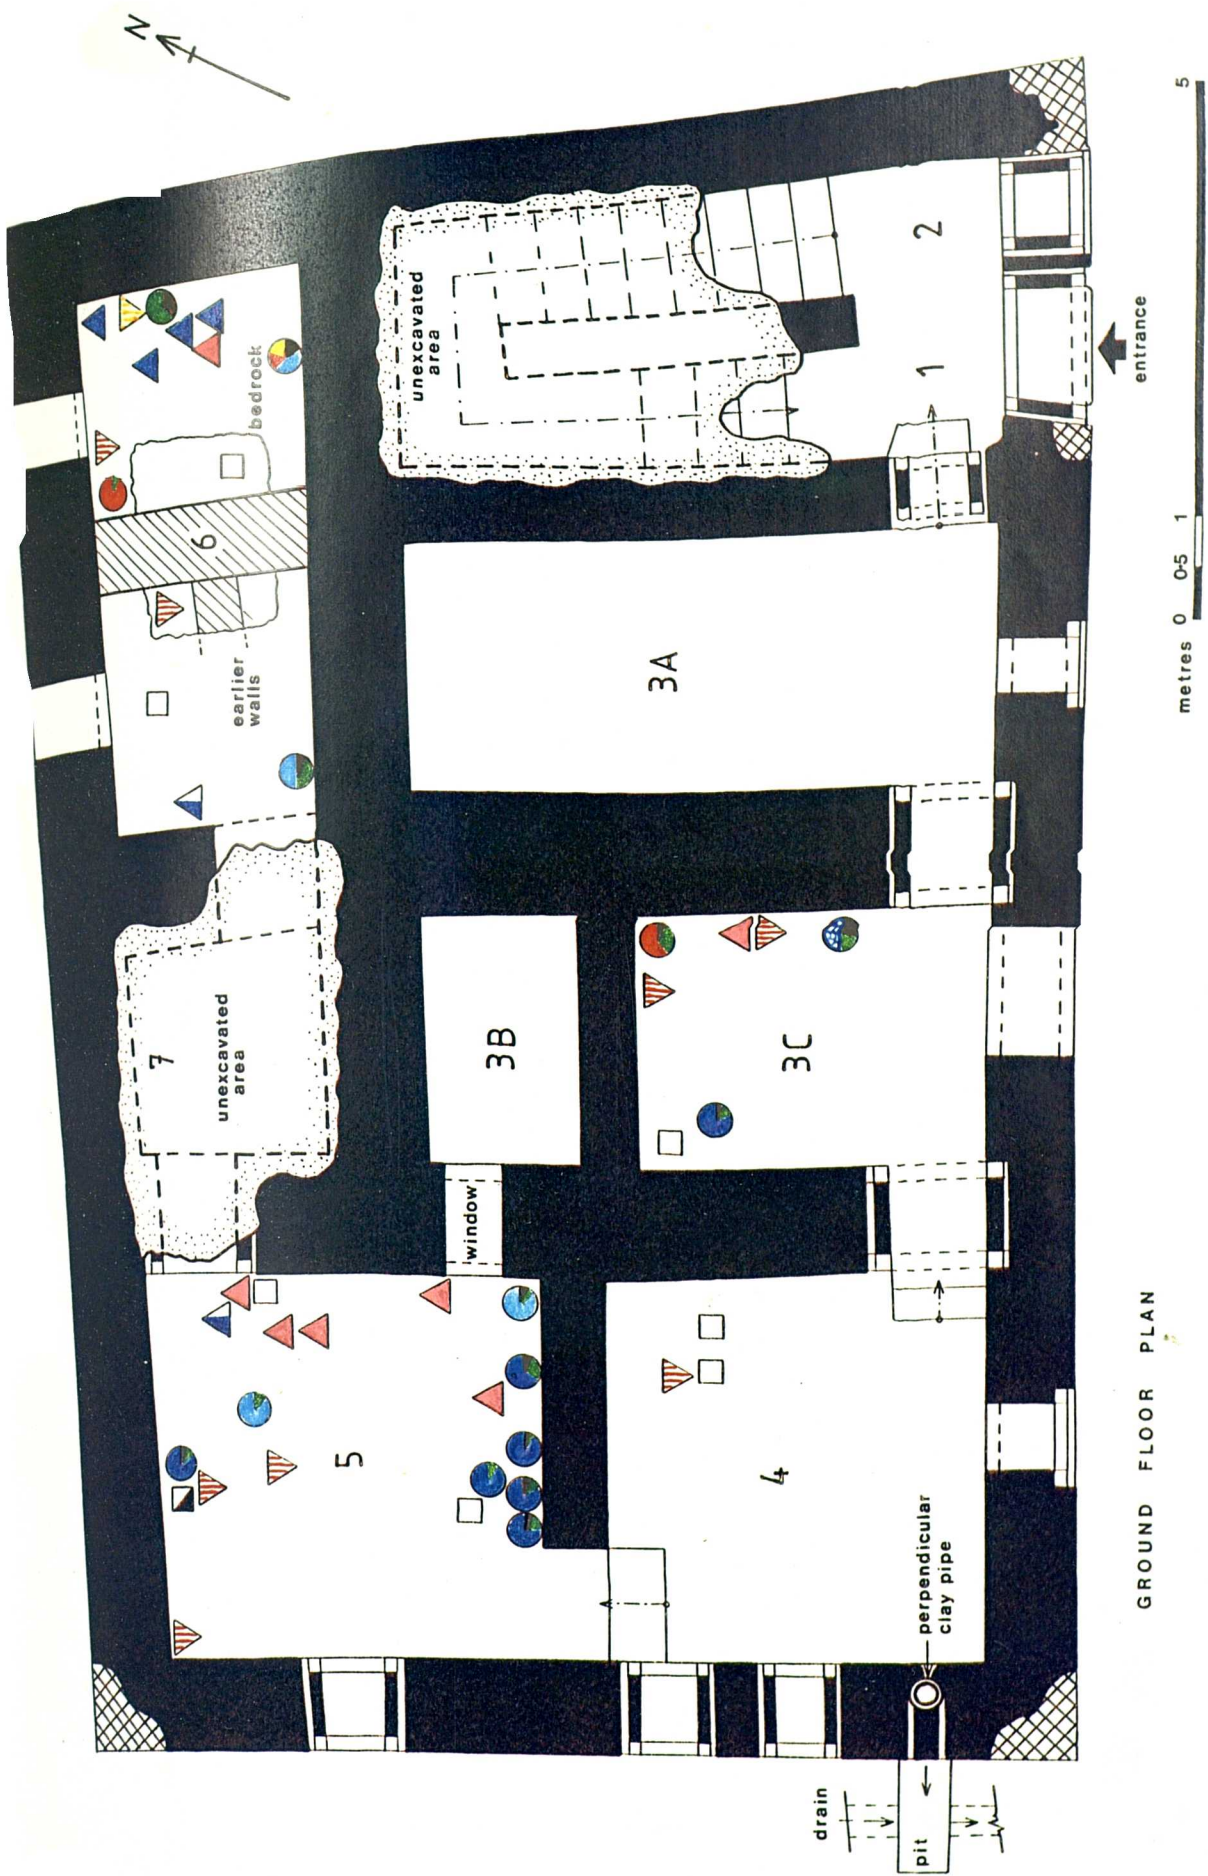 N
unexcavated
area
2
1
entrance
bedrock
6
earlier
walls
3A
7
unexcavated
area
3B
3C
window
5
4
perpendicular
clay pipe
drain
pit
GROUND FLOOR PLAN
metres 0 0·5 1 5